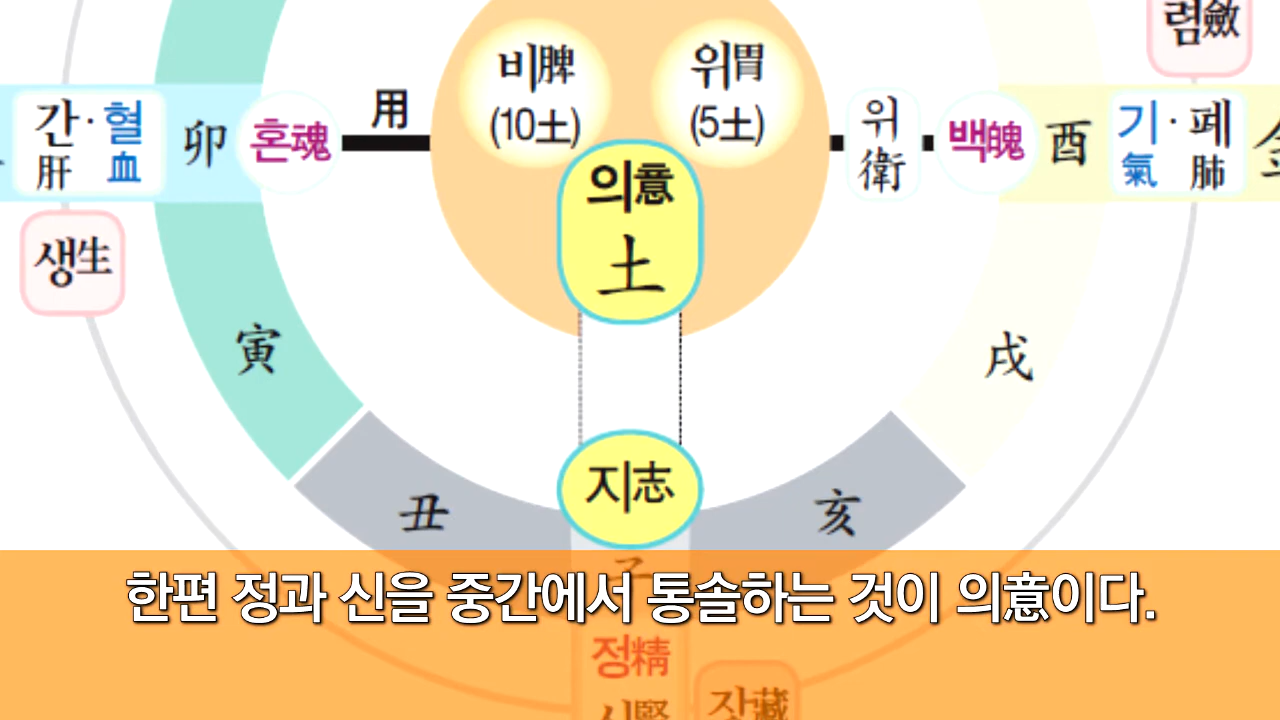 렴斂
비脾
(10土)
위胃
(5土)
간·혈
肝 血
卯
혼魂
用
위
衛
백魄
酉
기·폐
氣 肺
의意
土
생生
寅
戌
지志
丑
亥
子
한편 정과 신을 중간에서 통솔하는 것이 의意이다.
정精
장藏